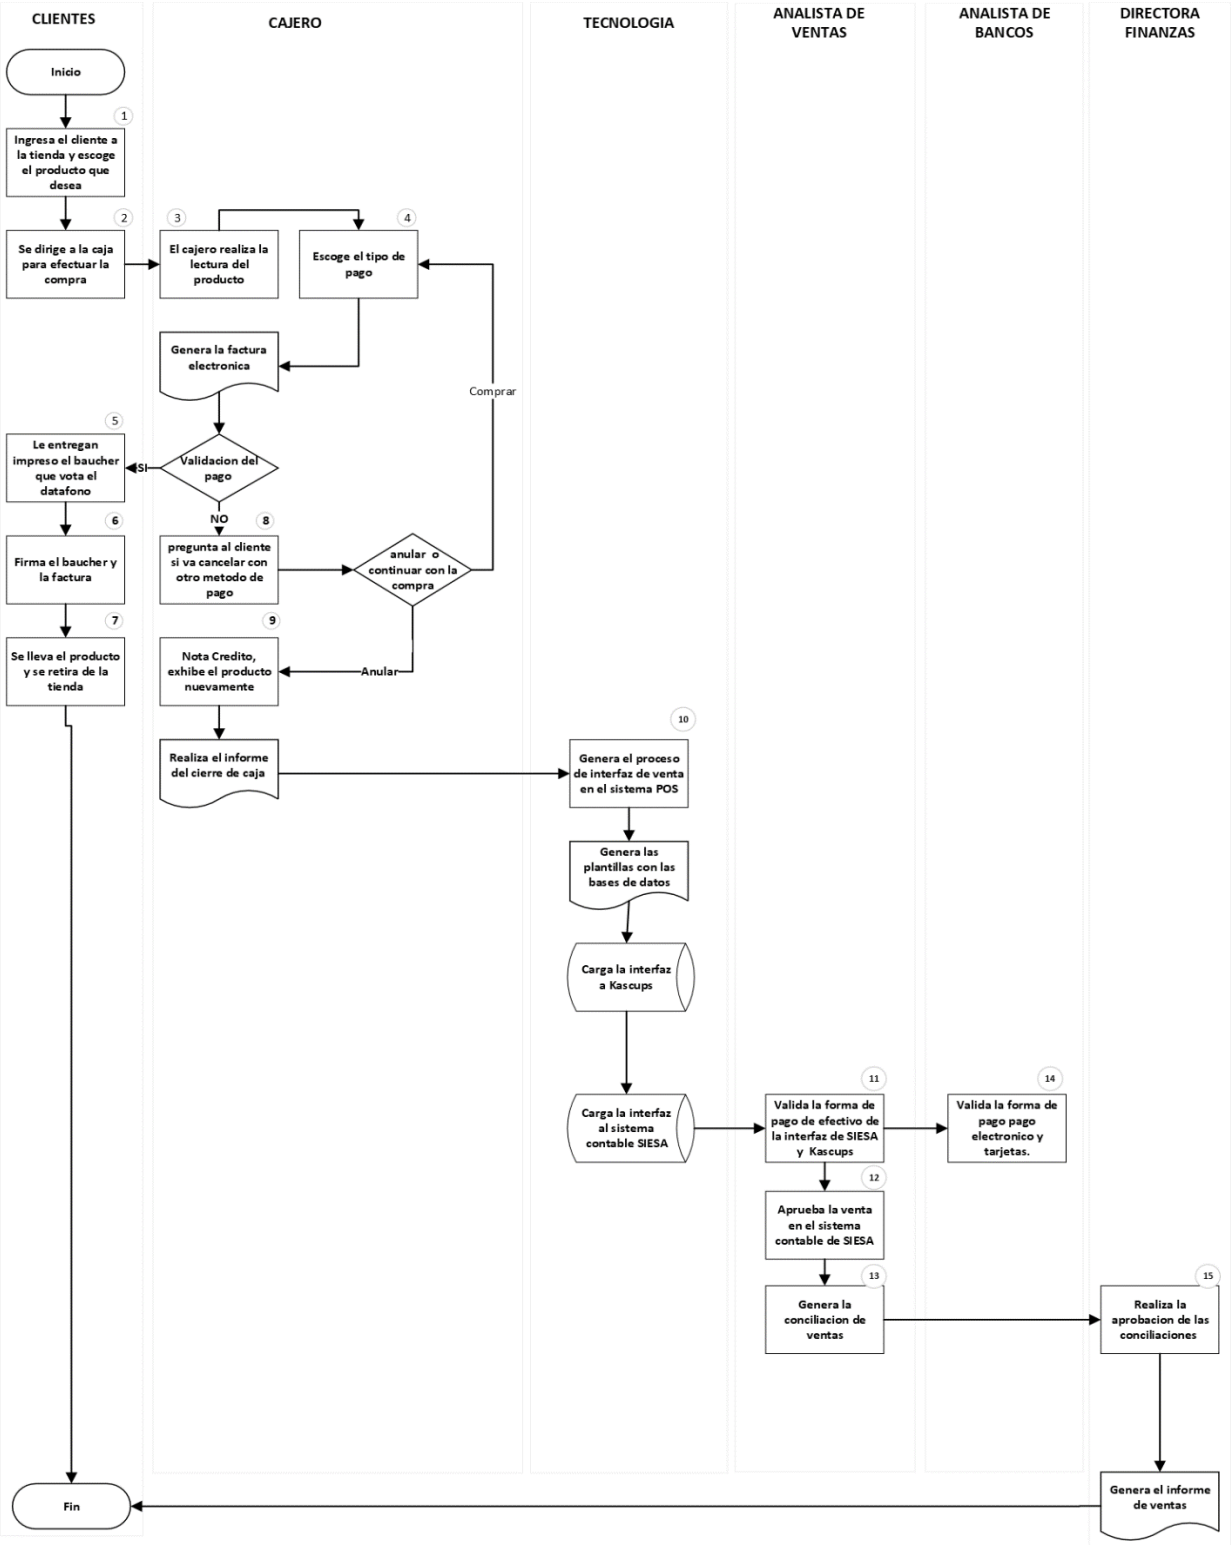 CLIENTES
CAJERO
TECNOLOGIA
ANALISTA DE
VENTAS
ANALISTA DE
BANCOS
DIRECTORA
FINANZAS
Inicio
1
Ingresa el cliente a
la tienda y escoge
el producto que
desea
2
Se dirige a la caja
para efectuar la
compra
3
El cajero realiza la
lectura del
producto
4
Escoge el tipo de
pago
Genera la factura
electronica
Comprar
Validacion del
pago
SI
NO
5
Le entregan
impreso el baucher
que vota el
datafono
6
Firma el baucher y
la factura
7
Se lleva el producto
y se retira de la
tienda
8
pregunta al cliente
si va cancelar con
otro metodo de
pago
anular o
continuar con la
compra
Anular
9
Nota Credito,
exhibe el producto
nuevamente
Realiza el informe
del cierre de caja
10
Genera el proceso
de interfaz de venta
en el sistema POS
Genera las
plantillas con las
bases de datos
Carga la interfaz
a Kascups
Carga la interfaz
al sistema
contable SIESA
11
Valida la forma de
pago de efectivo de
la interfaz de SIESA
y Kascups
14
Valida la forma de
pago pago
electronico y
tarjetas.
12
Aprueba la venta
en el sistema
contable de SIESA
13
Genera la
conciliacion de
ventas
15
Realiza la
aprobacion de las
conciliaciones
Genera el informe
de ventas
Fin